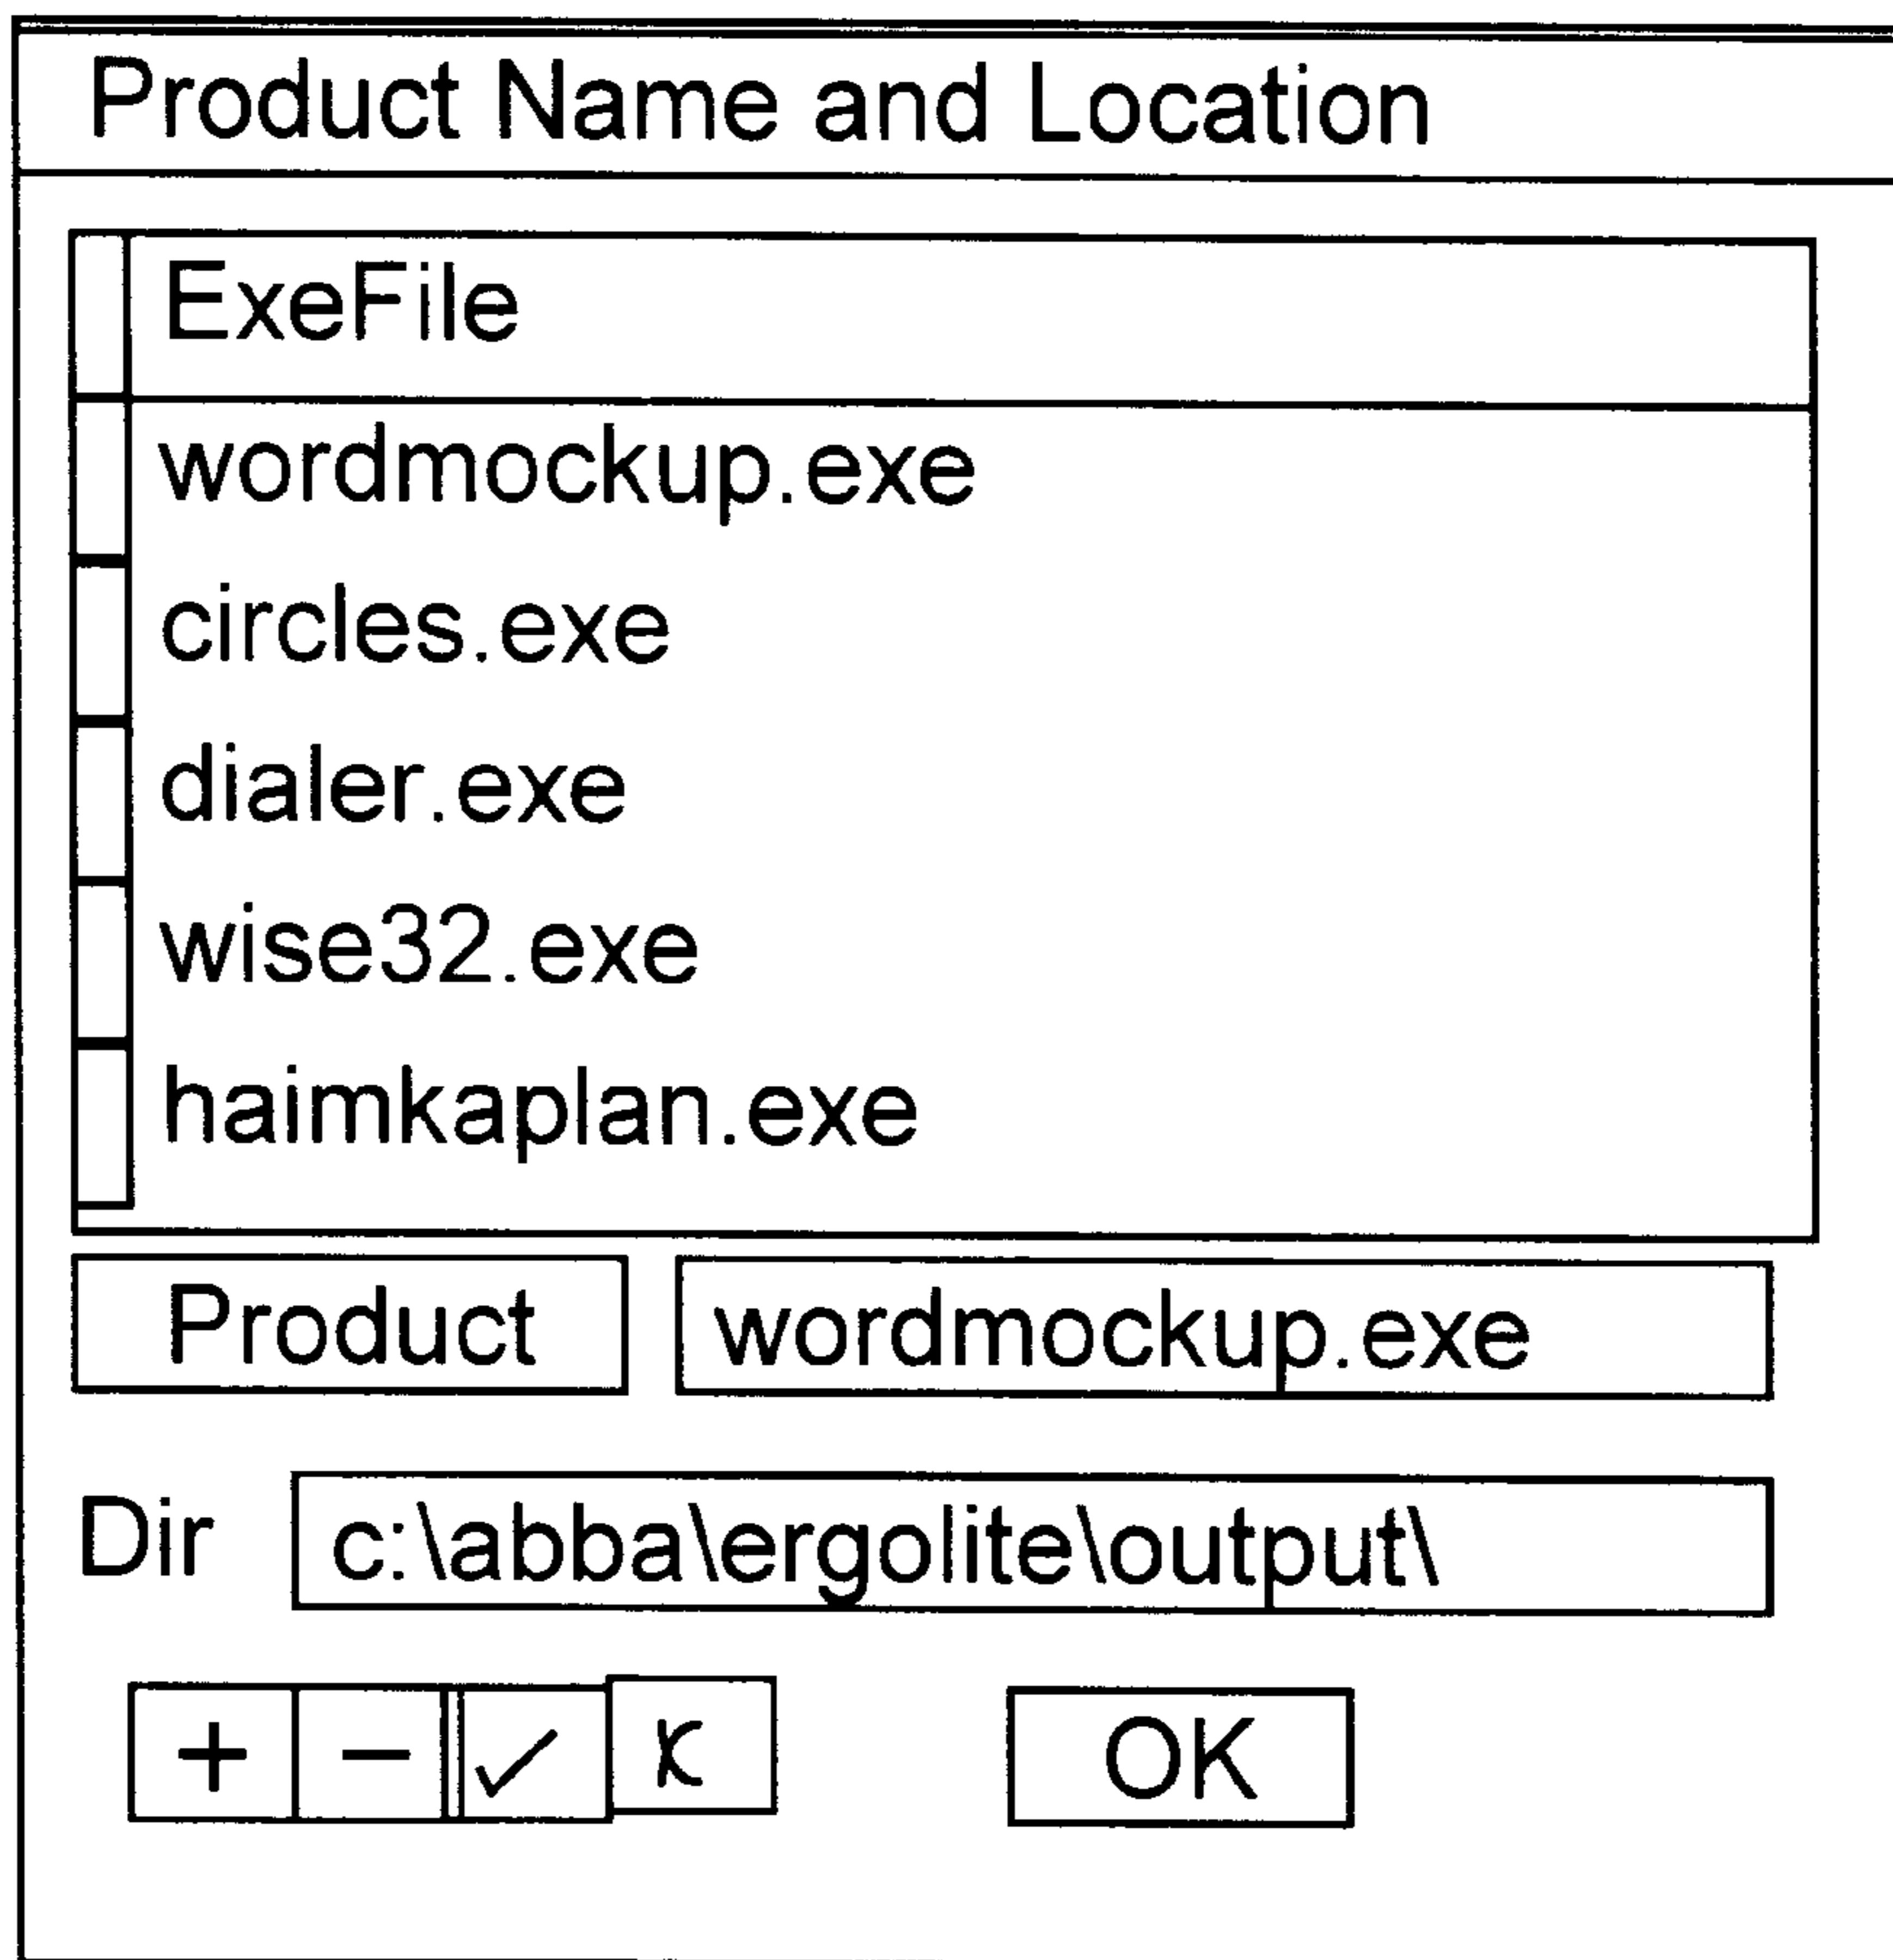 Product Name and Location
ExeFile
wordmockup.exe
circles.exe
dialer.exe
wise32.exe
haimkaplan.exe
Product wordmockup.exe
Dir c:\abba\ergolite\output\
+ − ✓ K OK